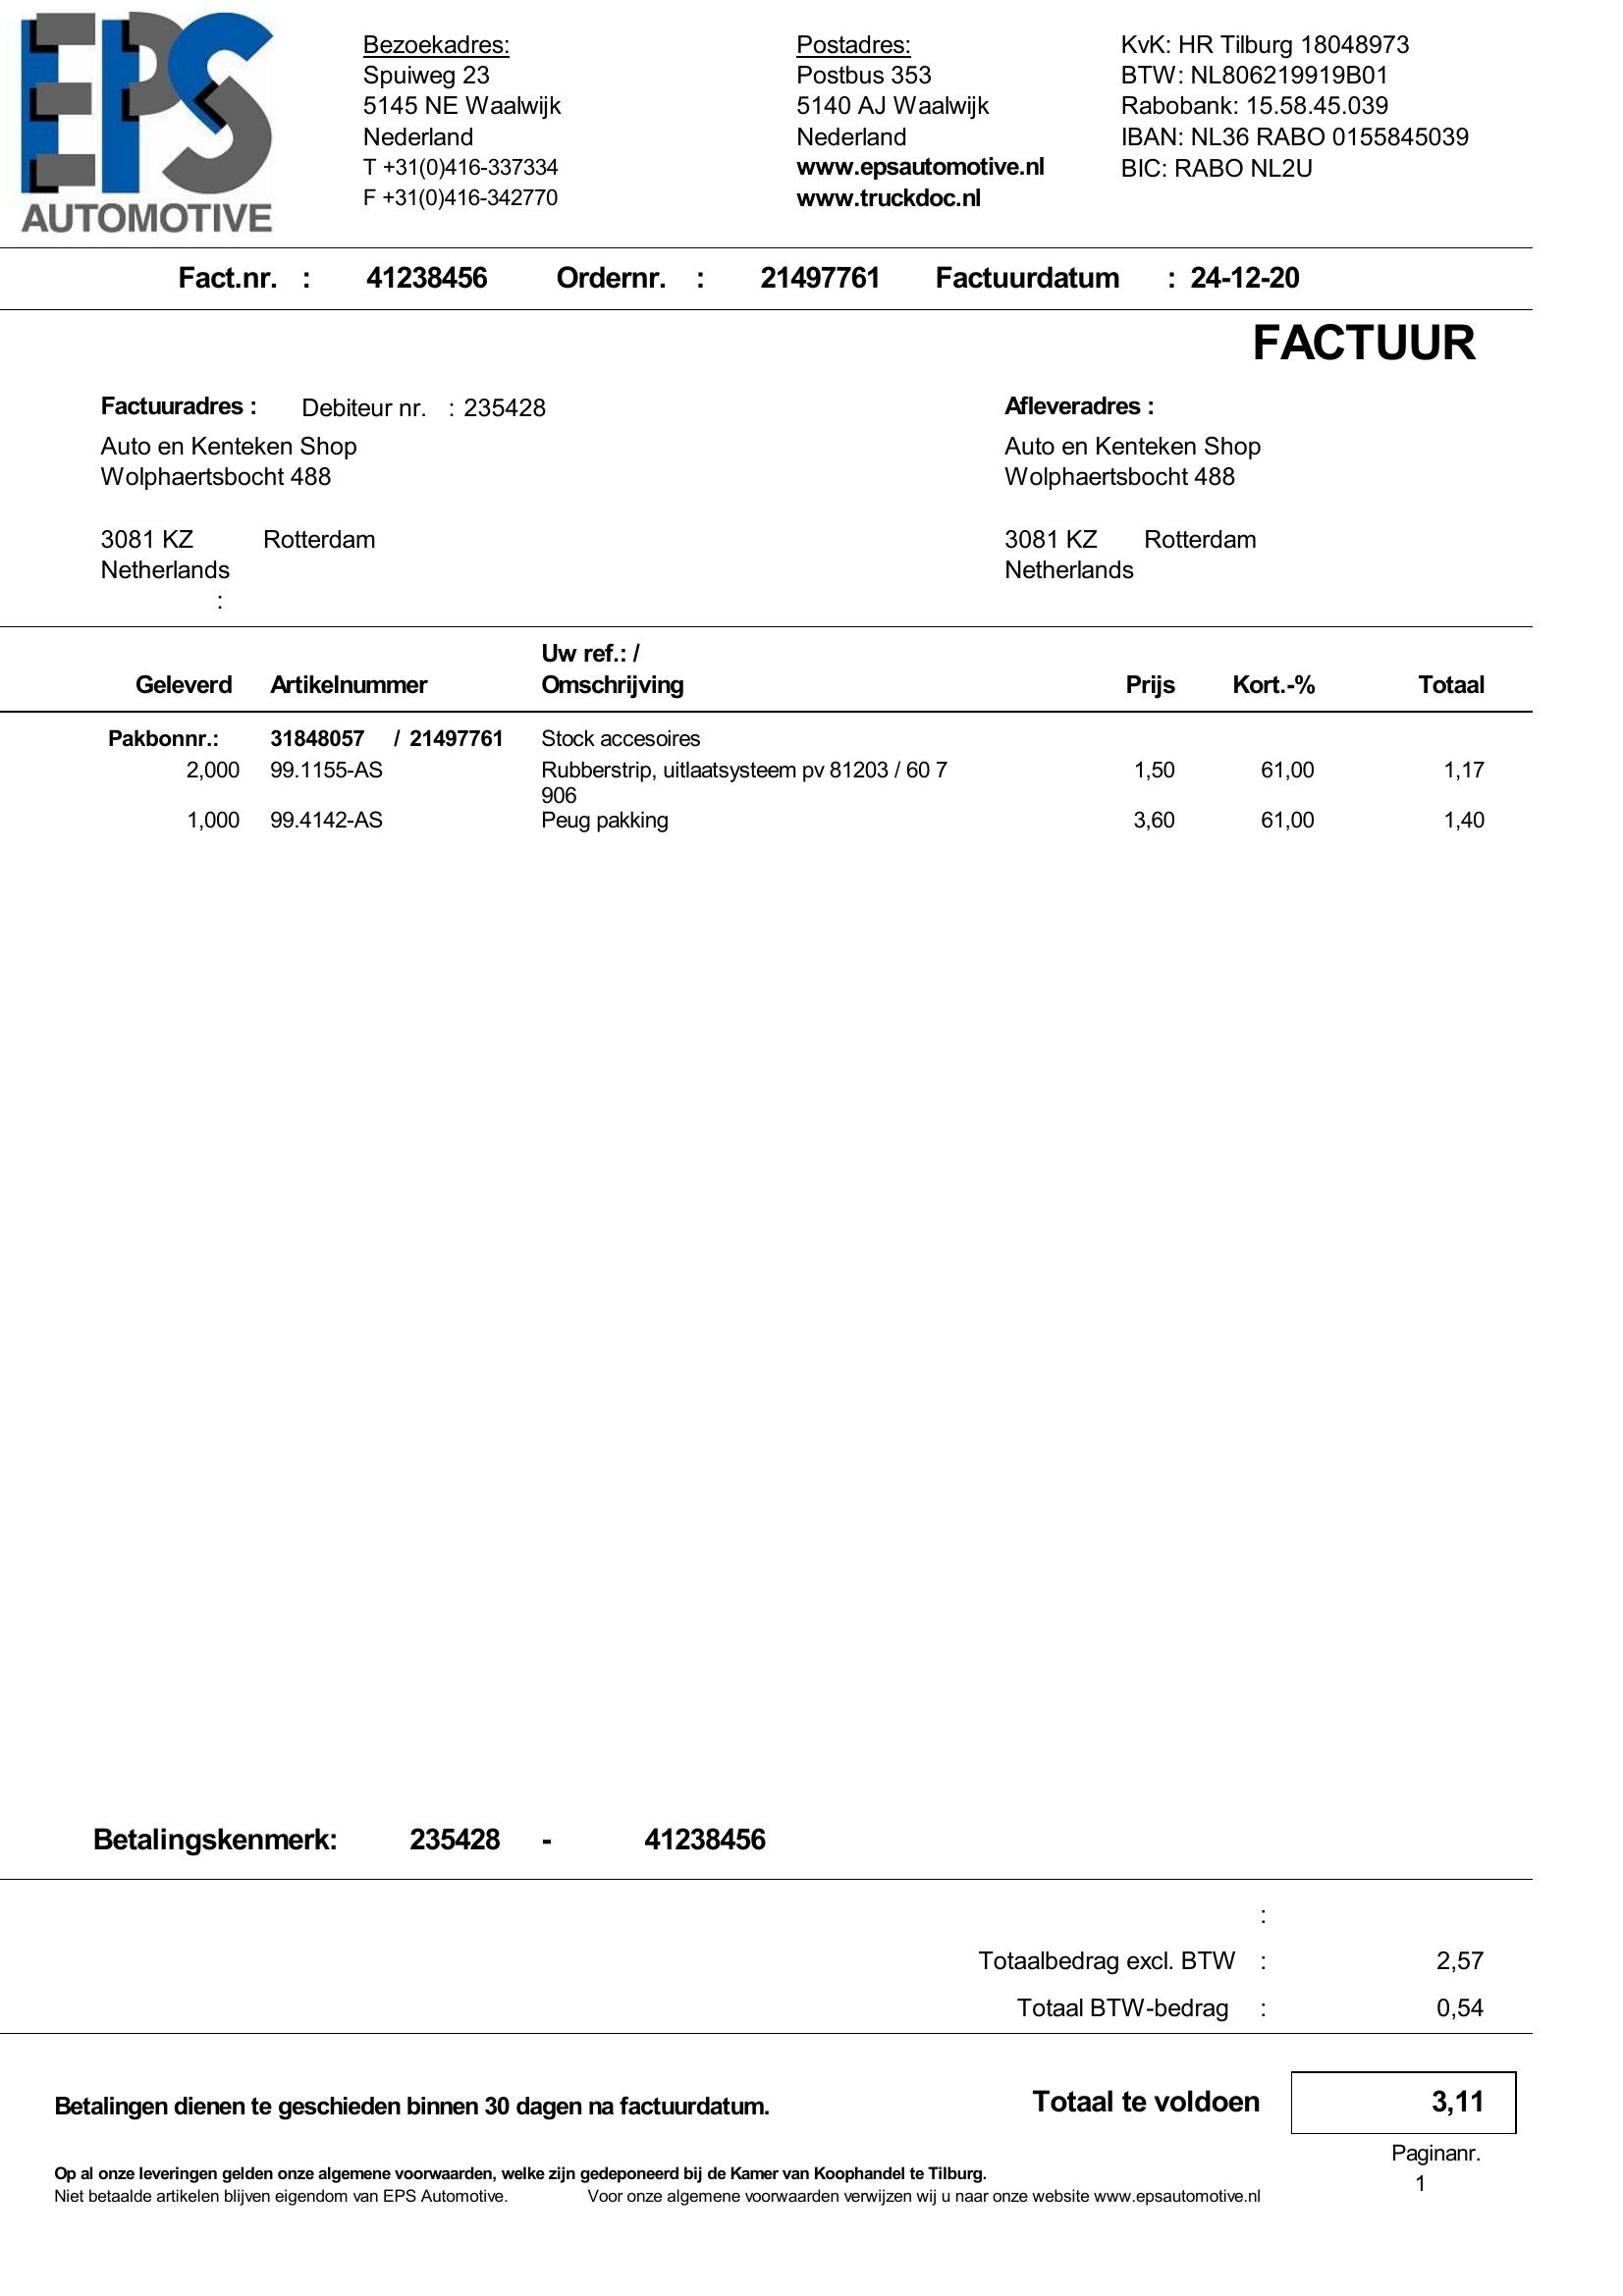 EPS
AUTOMOTIVE
Bezoekadres:
Spuiweg 23
5145 NE Waalwijk
Nederland
T +31(0)416-337334
F +31(0)416-342770
Postadres:
Postbus 353
5140 AJ Waalwijk
Nederland
www.epsautomotive.nl
www.truckdoc.nl
KvK: HR Tilburg 18048973
BTW: NL806219919B01
Rabobank: 15.58.45.039
IBAN: NL36 RABO 0155845039
BIC: RABO NL2U
Fact.nr. : 41238456 Ordernr. : 21497761 Factuurdatum : 24-12-20
FACTUUR
Factuuradres : Debiteur nr. : 235428
Auto en Kenteken Shop
Wolphaertsbocht 488
3081 KZ Rotterdam
Netherlands
:
Afleveradres :
Auto en Kenteken Shop
Wolphaertsbocht 488
3081 KZ Rotterdam
Netherlands
Uw ref.: /
Geleverd Artikelnummer Omschrijving Prijs Kort.-% Totaal
Pakbonnr.: 31848057 / 21497761 Stock accesoires
2,000 99.1155-AS Rubberstrip, uitlaatsysteem pv 81203 / 60 7 1,50 61,00 1,17
906
1,000 99.4142-AS Peug pakking 3,60 61,00 1,40
Betalingskenmerk: 235428 - 41238456
:
Totaalbedrag excl. BTW : 2,57
Totaal BTW-bedrag : 0,54
Betalingen dienen te geschieden binnen 30 dagen na factuurdatum. Totaal te voldoen 3,11
Paginanr.
Op al onze leveringen gelden onze algemene voorwaarden, welke zijn gedeponeerd bij de Kamer van Koophandel te Tilburg.
1
Niet betaalde artikelen blijven eigendom van EPS Automotive. Voor onze algemene voorwaarden verwijzen wij u naar onze website www.epsautomotive.nl